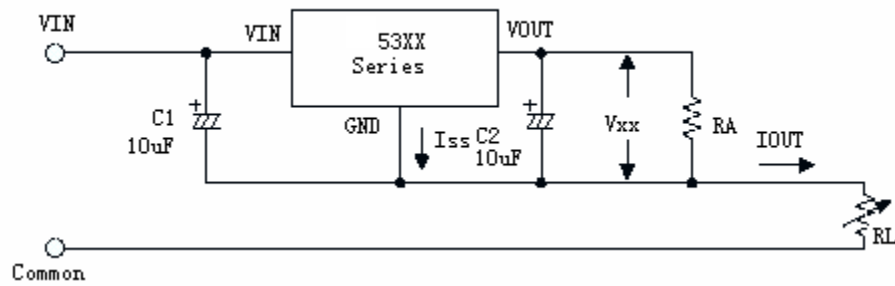 VIN
VIN
53XX
Series
VOUT
C1
10uF
GND
Iss
C2
10uF
Vxx
RA
IOUT
RL
Common